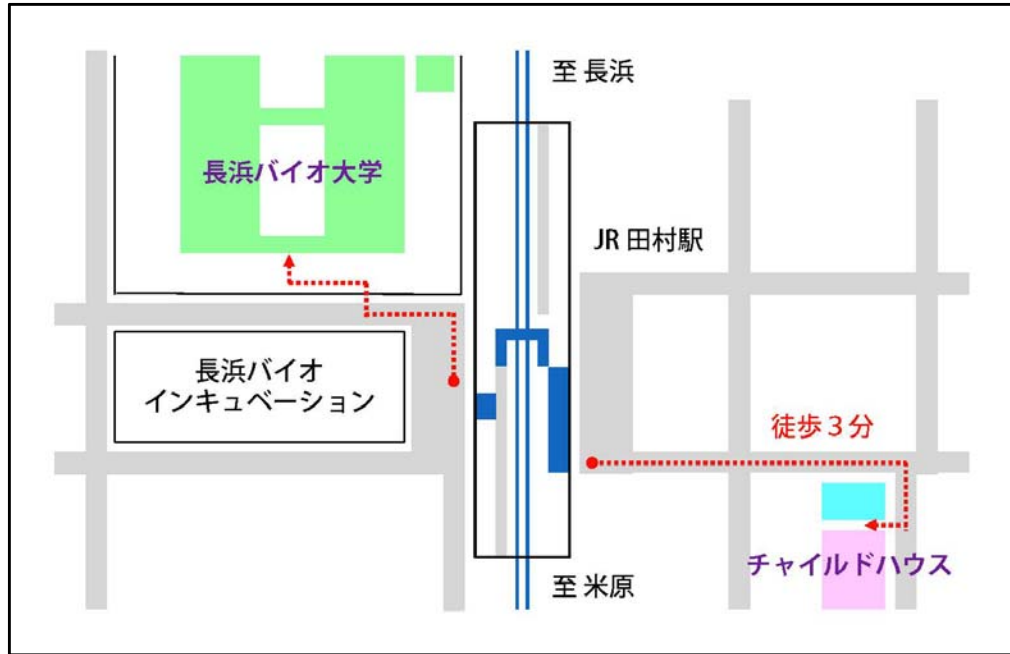 至 長浜
長浜バイオ大学
JR 田村駅
長浜バイオ
インキュベーション
徒歩３分
チャイルドハウス
至 米原